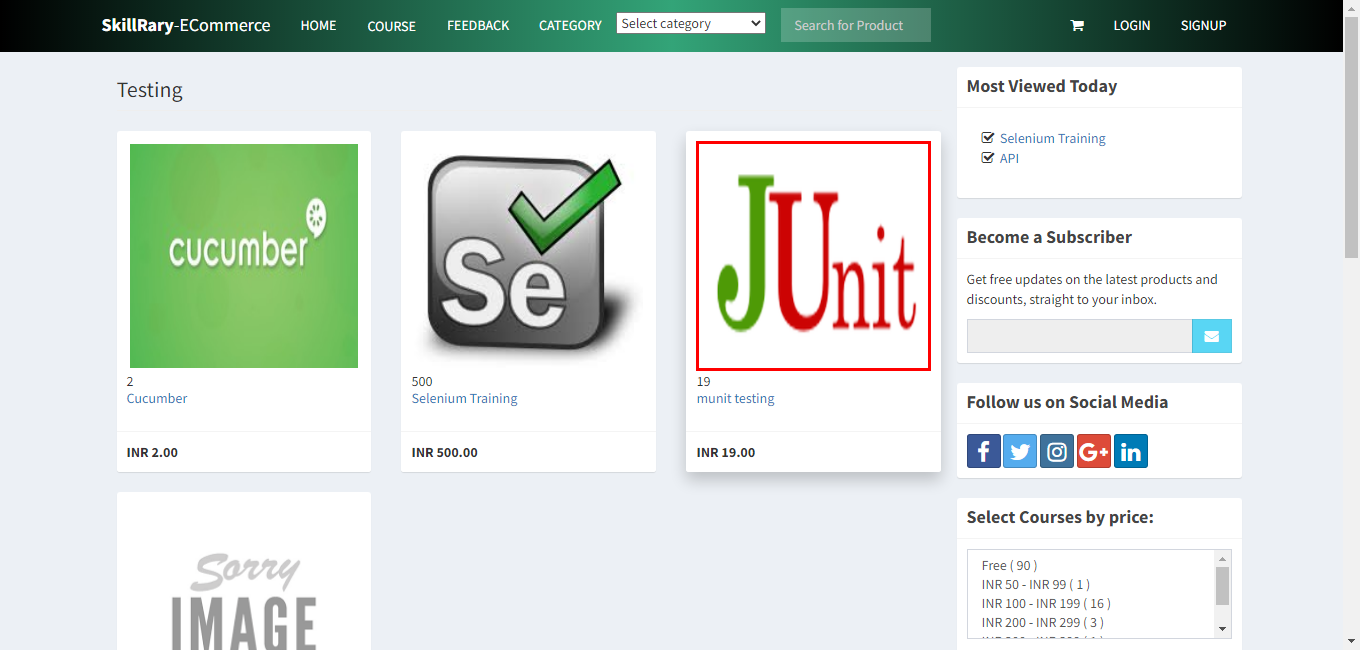 SkillRary-ECommerce HOME COURSE FEEDBACK CATEGORY Select category Search for Product LOGIN SIGNUP
Testing
cucumber
2
Cucumber
INR 2.00
Se
500
Selenium Training
INR 500.00
JUnit
19
munit testing
INR 19.00
Sorry
IMAGE
Most Viewed Today
Selenium Training
API
Become a Subscriber
Get free updates on the latest products and
discounts, straight to your inbox.
Follow us on Social Media
f
G+
in
Select Courses by price:
Free ( 90 )
INR 50 - INR 99 ( 1 )
INR 100 - INR 199 ( 16 )
INR 200 - INR 299 ( 3 )